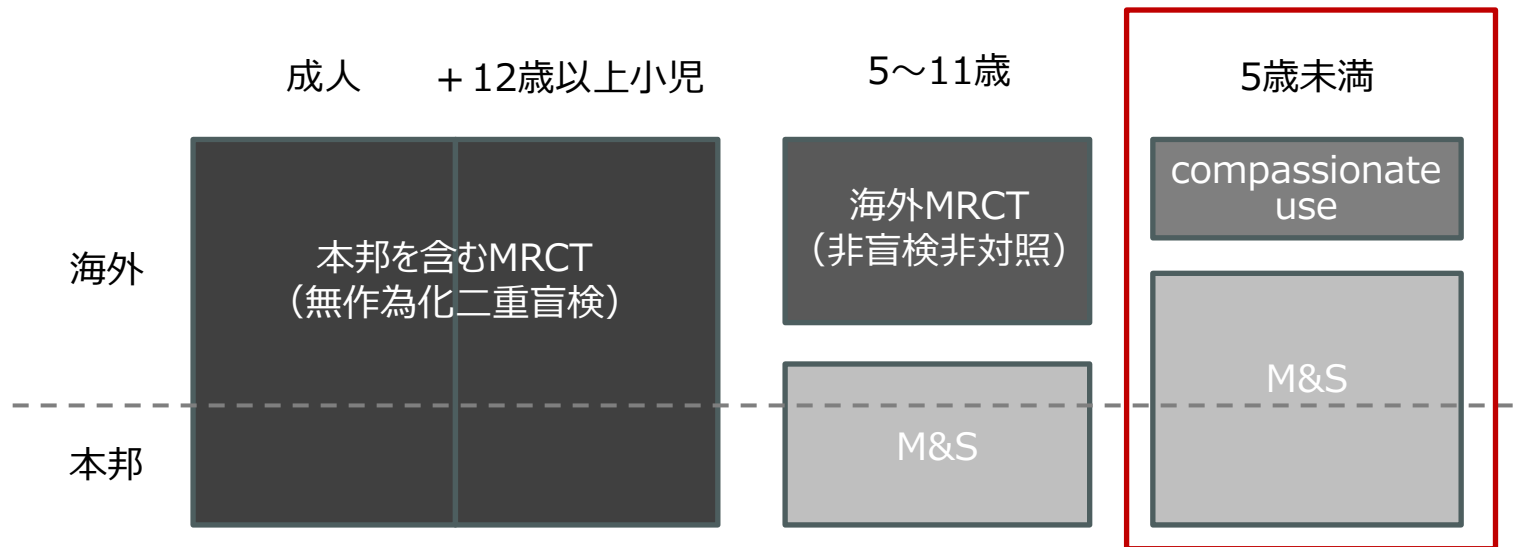 成人
+12歳以上小児
5～11歳
5歳未満
海外
本邦を含むMRCT
（無作為化二重盲検）
海外MRCT
（非盲検非対照）
compassionate
use
M&S
本邦
M&S